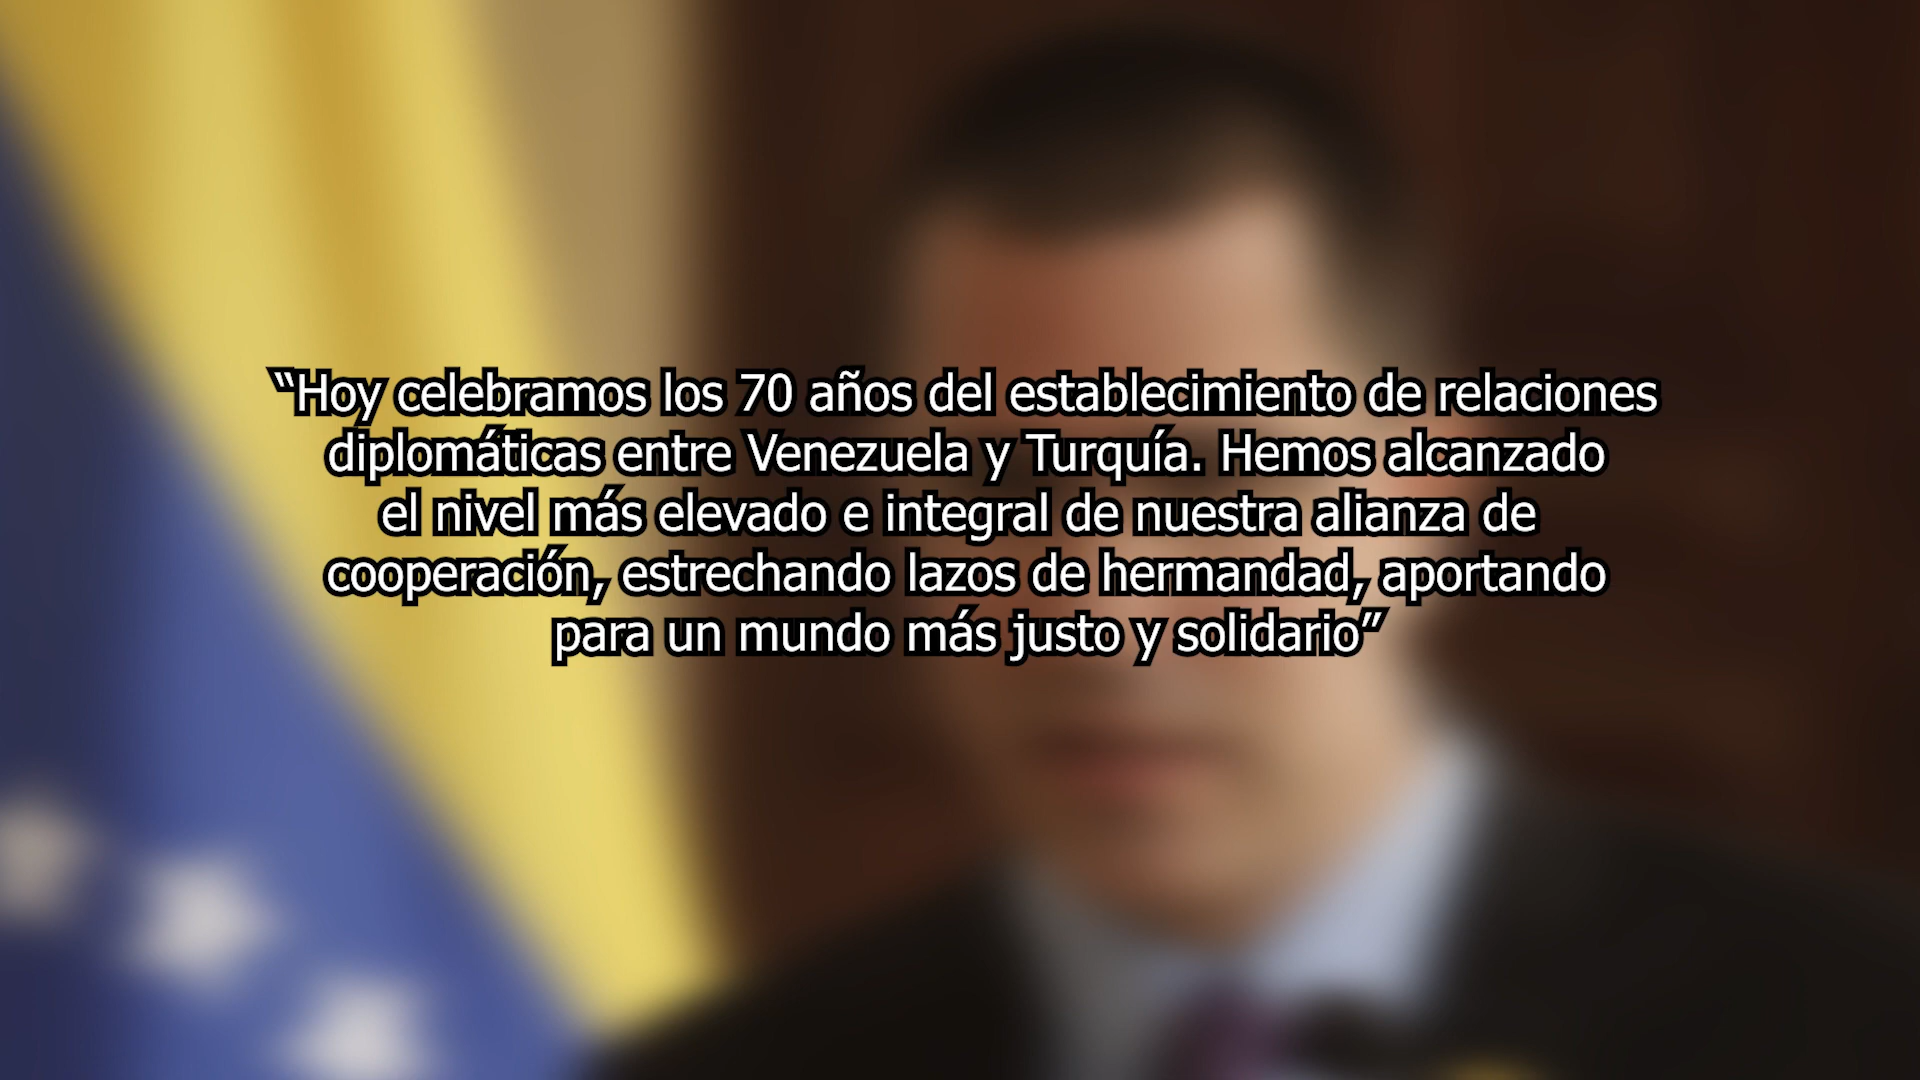 “Hoy celebramos los 70 años del establecimiento de relaciones
diplomáticas entre Venezuela y Turquía. Hemos alcanzado
el nivel más elevado e integral de nuestra alianza de
cooperación, estrechando lazos de hermandad, aportando
para un mundo más justo y solidario”